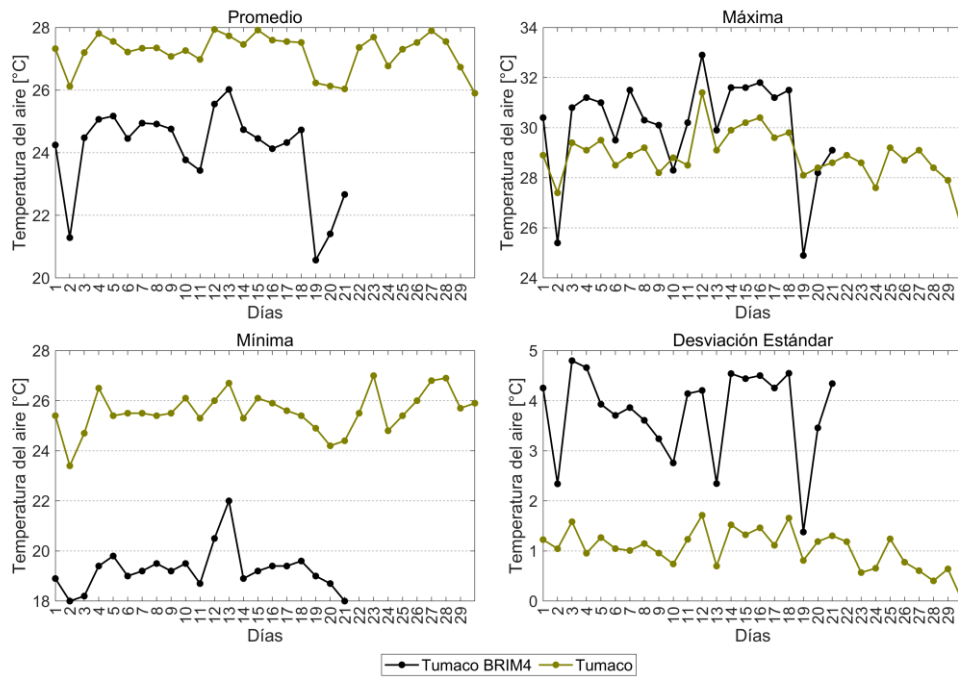 Promedio
Temperatura del aire [°C]
28
26
24
22
20
1 2 3 4 5 6 7 8 9 10 11 12 13 14 15 16 17 18 19 20 21 22 23 24 25 26 27 28 29
Días
Máxima
Temperatura del aire [°C]
34
32
30
28
26
24
1 2 3 4 5 6 7 8 9 10 11 12 13 14 15 16 17 18 19 20 21 22 23 24 25 26 27 28 29
Días
Mínima
Temperatura del aire [°C]
28
26
24
22
20
18
1 2 3 4 5 6 7 8 9 10 11 12 13 14 15 16 17 18 19 20 21 22 23 24 25 26 27 28 29
Días
Desviación Estándar
Temperatura del aire [°C]
5
4
3
2
1
0
1 2 3 4 5 6 7 8 9 10 11 12 13 14 15 16 17 18 19 20 21 22 23 24 25 26 27 28 29
Días
Tumaco BRIM4 Tumaco